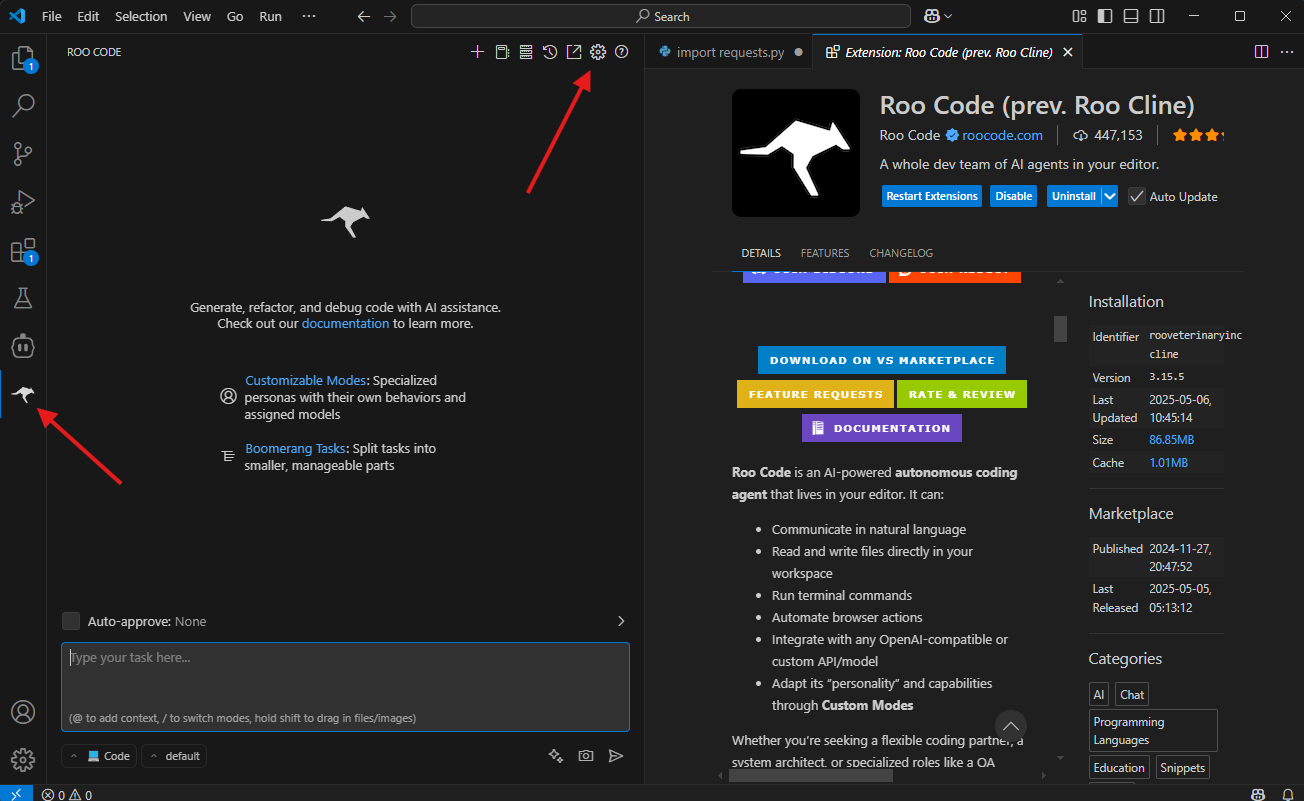 File Edit Selection View Go Run ···
Search
ROO CODE
import requests.py
Extension: Roo Code (prev. Roo Cline)
1
1
Generate, refactor, and debug code with AI assistance.
Check out our documentation to learn more.
Customizable Modes: Specialized
personas with their own behaviors and
assigned models
Boomerang Tasks: Split tasks into
smaller, manageable parts
Auto-approve: None
Type your task here...
(@ to add context, / to switch modes, hold shift to drag in files/images)
Code
default
0 0
Roo Code (prev. Roo Cline)
Roo Code roocode.com 447,153
A whole dev team of AI agents in your editor.
Restart Extensions Disable Uninstall Auto Update
DETAILS FEATURES CHANGELOG
DOWNLOAD ON VS MARKETPLACE
FEATURE REQUESTS RATE & REVIEW
DOCUMENTATION
Roo Code is an AI-powered autonomous coding
agent that lives in your editor. It can:
• Communicate in natural language
• Read and write files directly in your
workspace
• Run terminal commands
• Automate browser actions
• Integrate with any OpenAI-compatible or
custom API/model
• Adapt its “personality” and capabilities
through Custom Modes
Whether you’re seeking a flexible coding partner, a
system architect, or specialized roles like a QA
Installation
Identifier rooveterinaryinc
cline
Version 3.15.5
Last 2025-05-06,
Updated 10:45:14
Size 86.85MB
Cache 1.01MB
Marketplace
Published 2024-11-27,
20:47:52
Last 2025-05-05,
Released 05:13:12
Categories
AI Chat
Programming
Languages
Education Snippets